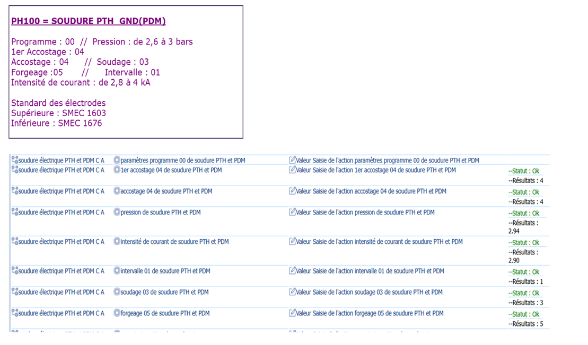 PH100 = SOUDURE PTH GND(PDM)
Programme : 00 // Pression : de 2,6 à 3 bars
1er Accostage : 04
Accostage : 04 // Soudage : 03
Forgeage :05 // Intervalle : 01
Intensité de courant : de 2,8 à 4 kA
Standard des électrodes
Supérieure : SMEC 1603
Inférieure : SMEC 1676
soudure électrique PTH et PDM C A paramètres programme 00 de soudure PTH et PDM Valeur Saisie de l'action paramètres programme 00 de soudure PTH et PDM
soudure électrique PTH et PDM C A 1er accostage 04 de soudure PTH et PDM Valeur Saisie de l'action 1er accostage 04 de soudure PTH et PDM --Statut : Ok
--Résultats : 4
soudure électrique PTH et PDM C A accostage 04 de soudure PTH et PDM Valeur Saisie de l'action accostage 04 de soudure PTH et PDM --Statut : Ok
--Résultats : 4
soudure électrique PTH et PDM C A pression de soudure PTH et PDM Valeur Saisie de l'action pression de soudure PTH et PDM --Statut : Ok
--Résultats :
2.94
soudure électrique PTH et PDM C A intensité de courant de soudure PTH et PDM Valeur Saisie de l'action intensité de courant de soudure PTH et PDM --Statut : Ok
--Résultats :
2.90
soudure électrique PTH et PDM C A intervalle 01 de soudure PTH et PDM Valeur Saisie de l'action intervalle 01 de soudure PTH et PDM --Statut : Ok
--Résultats : 1
soudure électrique PTH et PDM C A soudage 03 de soudure PTH et PDM Valeur Saisie de l'action soudage 03 de soudure PTH et PDM --Statut : Ok
--Résultats : 3
soudure électrique PTH et PDM C A forgeage 05 de soudure PTH et PDM Valeur Saisie de l'action forgeage 05 de soudure PTH et PDM --Statut : Ok
--Résultats : 5